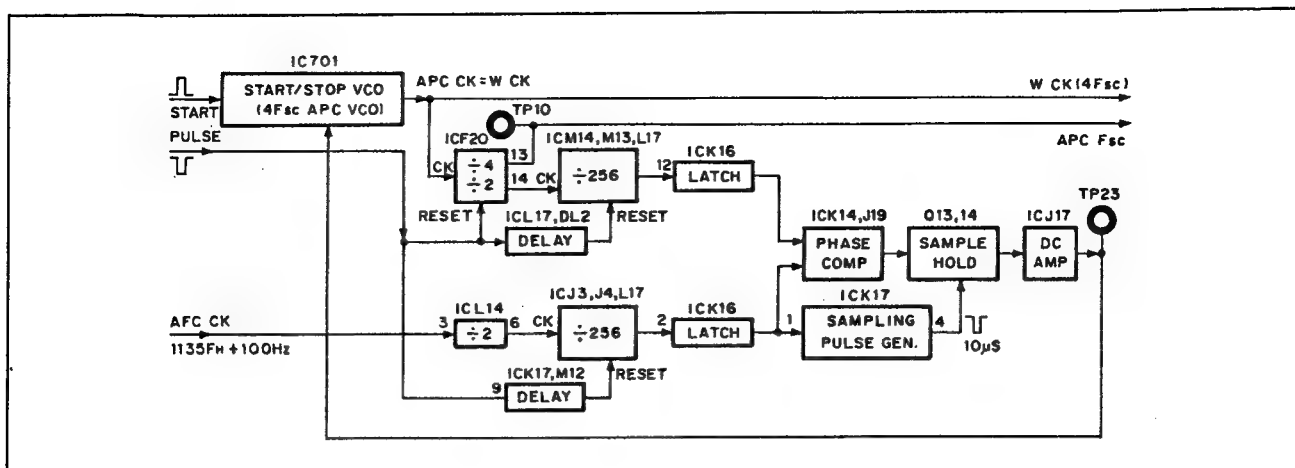 IC701
START/STOP VCO
(4Fsc APC VCO)
START
PULSE
APC CK=W CK
W CK(4Fsc)
TP10
APC Fsc
ICF20
CK
÷4
÷2
13
14
CK
RESET
ICM14,M13,L17
÷256
RESET
12
ICK16
LATCH
ICL17,DL2
DELAY
ICK14,J19
PHASE
COMP
Q13,14
SAMPLE
HOLD
ICJ17
DC
AMP
TP23
AFC CK
1135FH+100Hz
3
ICL14
÷2
6
CK
ICJ3,J4,L17
÷256
RESET
2
ICK16
LATCH
1
ICK17
SAMPLING
PULSE GEN.
4
10µS
9
ICK17,M12
DELAY